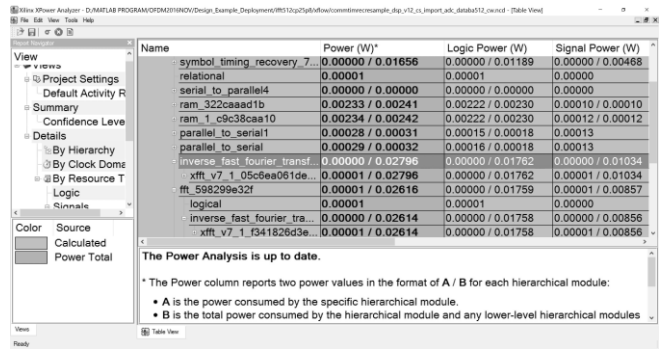 Xilinx XPower Analyzer - D:/MATLAB PROGRAM/OFDM2016NOV/Design_Example_Deployment/ifft512cp25p8/xflow/commtimrecresample_dsp_v12_cs_import_adc_databa512_cw.ncd - [Table View]
File Edit View Tools Help
Report Navigator
View
Views
Project Settings
Default Activity R
Summary
Confidence Leve
Details
By Hierarchy
By Clock Doma
By Resource T
Logic
Signals
Color Source
Calculated
Power Total
Views
Name Power (W)* Logic Power (W) Signal Power (W)
symbol_timing_recovery_7... 0.00000 / 0.01656 0.00000 / 0.01189 0.00000 / 0.00468
relational 0.00001 0.00001 0.00000
serial_to_parallel4 0.00000 / 0.00000 0.00000 / 0.00000 0.00000
ram_322caaad1b 0.00233 / 0.00241 0.00222 / 0.00230 0.00010 / 0.00010
ram_1_c9c38caa10 0.00234 / 0.00242 0.00222 / 0.00230 0.00012 / 0.00012
parallel_to_serial1 0.00028 / 0.00031 0.00015 / 0.00018 0.00013
parallel_to_serial 0.00029 / 0.00032 0.00016 / 0.00018 0.00013
inverse_fast_fourier_transf... 0.00000 / 0.02796 0.00000 / 0.01762 0.00000 / 0.01034
xfft_v7_1_05c6ea061de... 0.00001 / 0.02796 0.00000 / 0.01762 0.00001 / 0.01034
fft_598299e32f 0.00001 / 0.02616 0.00000 / 0.01759 0.00001 / 0.00857
logical 0.00001 0.00001 0.00000
inverse_fast_fourier_tra... 0.00000 / 0.02614 0.00000 / 0.01758 0.00000 / 0.00856
xfft_v7_1_f341826d3e... 0.00001 / 0.02614 0.00000 / 0.01758 0.00001 / 0.00856
The Power Analysis is up to date.
* The Power column reports two power values in the format of A / B for each hierarchical module:
• A is the power consumed by the specific hierarchical module.
• B is the total power consumed by the hierarchical module and any lower-level hierarchical modules
Table View
Ready